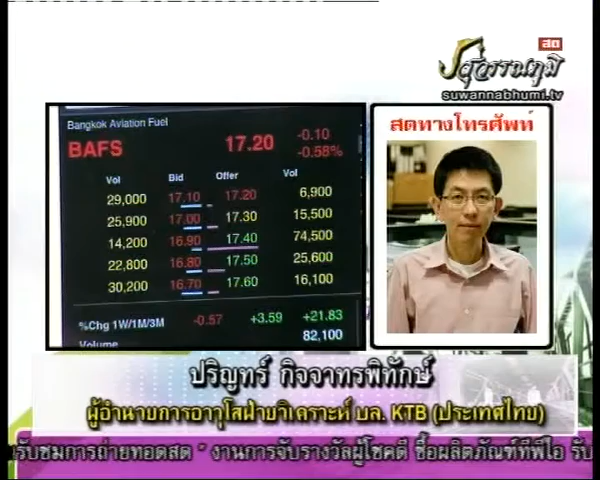 สด
สุวรรณภูมิ
suwannabhumi.tv
สดทางโทรศัพท์
Bangkok Aviation Fuel
BAFS 17.20 -0.10
-0.58%
Vol Bid Offer Vol
29,000 17.10 17.20 6,900
25,900 17.00 17.30 15,500
14,200 16.90 17.40 74,500
22,800 16.80 17.50 25,600
30,200 16.70 17.60 16,100
%Chg 1W/1M/3M -0.57 +3.59 +21.83
Volume 82,100
ปริญทร์ กิจจาทรพิทักษ์
ผู้อำนวยการอาวุโสฝ่ายวิเคราะห์ บล. KTB (ประเทศไทย)
ารับชมการถ่ายทอดสด " งานการจับรางวัลผู้โชคดี ซื้อผลิตภัณฑ์ทีพีไอ รับ